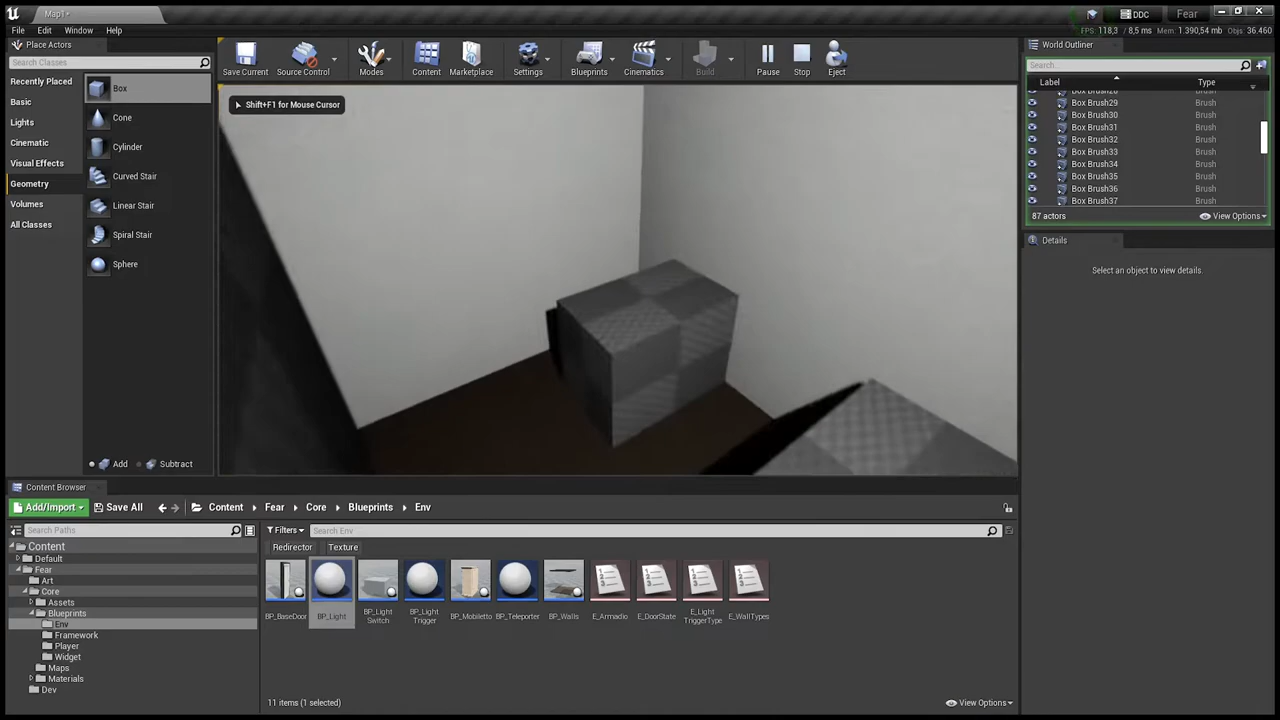 Map1*
DDC
Fear
File Edit Window Help
FPS: 118,3 / 8,5 ms Mem: 1.390,54 mb Objs: 36.460
Place Actors
Search Classes
Recently Placed
Basic
Lights
Cinematic
Visual Effects
Geometry
Volumes
All Classes
Box
Cone
Cylinder
Curved Stair
Linear Stair
Spiral Stair
Sphere
Add Subtract
Save Current
Source Control
Modes
Content
Marketplace
Settings
Blueprints
Cinematics
Build
Pause
Stop
Eject
Shift+F1 for Mouse Cursor
World Outliner
Search...
Label Type
Box Brush28 Brush
Box Brush29 Brush
Box Brush30 Brush
Box Brush31 Brush
Box Brush32 Brush
Box Brush33 Brush
Box Brush34 Brush
Box Brush35 Brush
Box Brush36 Brush
Box Brush37 Brush
87 actors View Options
Details
Select an object to view details.
Content Browser
Add/Import Save All Content Fear Core Blueprints Env
Search Paths
Filters Search Env
Redirector Texture
Content
Default
Fear
Art
Core
Assets
Blueprints
Env
Framework
Player
Widget
Maps
Materials
Dev
BP_BaseDoor
BP_Light
BP_Light
Switch
BP_Light
Trigger
BP_Mobiletto
BP_Teleporter
BP_Walls
E_Armadio
E_DoorState
E_Light
TriggerType
E_WallTypes
11 items (1 selected)
View Options